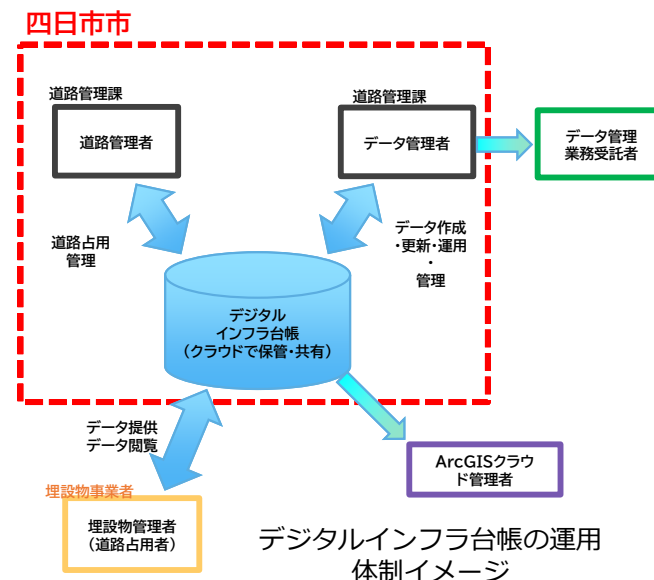 四日市市
道路管理課
道路管理者
道路管理課
データ管理者
データ管理
業務受託者
道路占用
管理
データ作成
・更新・運用
・
管理
デジタル
インフラ台帳
(クラウドで保管・共有)
データ提供
データ閲覧
ArcGISクラウ
ド管理者
埋設物事業者
埋設物管理者
(道路占用者)
デジタルインフラ台帳の運用
体制イメージ